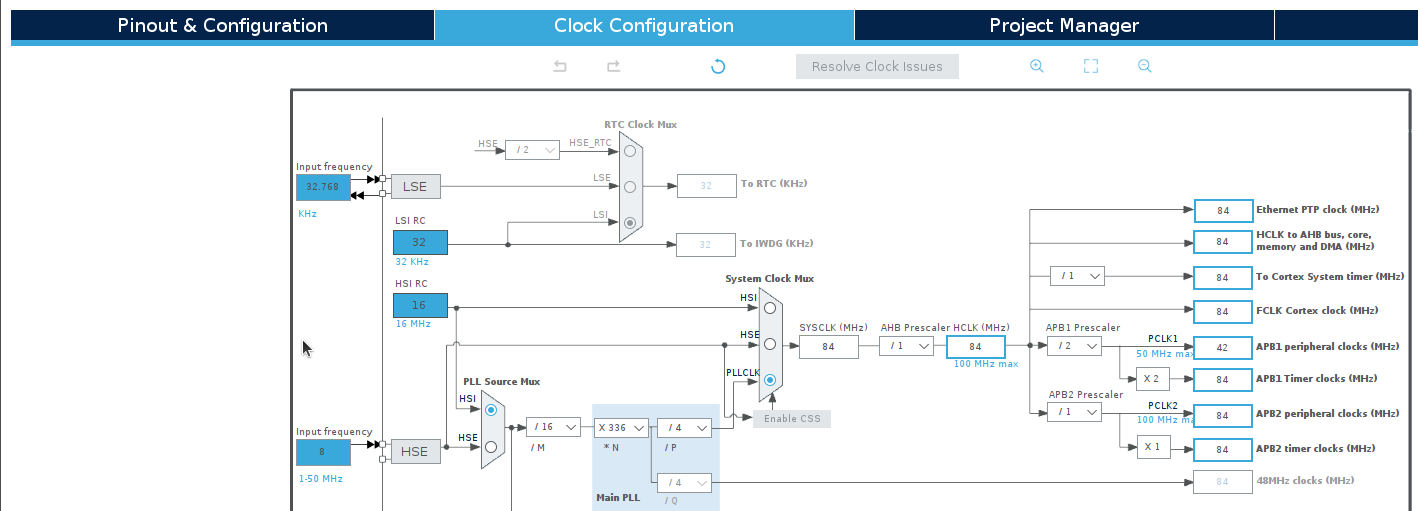 Pinout & Configuration
Clock Configuration
Project Manager
Resolve Clock Issues
RTC Clock Mux
HSE
/ 2
HSE_RTC
Input frequency
32.768
KHz
LSE
LSE
32
To RTC (KHz)
LSI RC
LSI
32
32 KHz
32
To IWDG (KHz)
HSI RC
16
16 MHz
System Clock Mux
HSI
HSE
PLLCLK
SYSCLK (MHz)
84
AHB Prescaler
/ 1
HCLK (MHz)
84
100 MHz max
Enable CSS
PLL Source Mux
HSI
HSE
Input frequency
8
1-50 MHz
HSE
/ 16
/ M
X 336
* N
/ 4
/ P
/ 4
/ Q
Main PLL
84
Ethernet PTP clock (MHz)
84
HCLK to AHB bus, core,
memory and DMA (MHz)
/ 1
84
To Cortex System timer (MHz)
84
FCLK Cortex clock (MHz)
APB1 Prescaler
/ 2
PCLK1
50 MHz max
42
APB1 peripheral clocks (MHz)
X 2
84
APB1 Timer clocks (MHz)
APB2 Prescaler
/ 1
PCLK2
100 MHz ma
84
APB2 peripheral clocks (MHz)
X 1
84
APB2 timer clocks (MHz)
84
48MHz clocks (MHz)